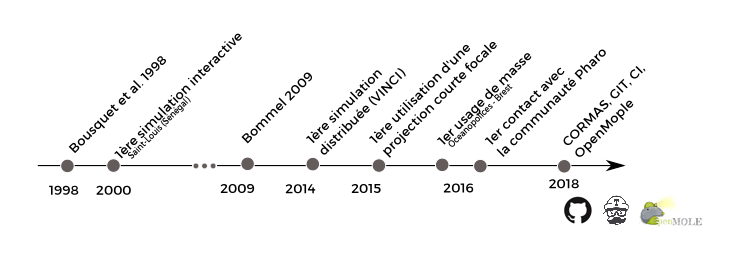 Bousquet et al. 1998
1ère simulation interactive
Saint-Louis (Sénégal)
Bommel 2009
1ère simulation
distribuée (VINCI)
1ère utilisation d'une
projection courte focale
1er usage de masse
Oceanopolices - Brest
1er contact avec
la communauté Pharo
CORMAS, GIT, CI,
OpenMople
1998
2000
2009
2014
2015
2016
2018
OpenMOLE